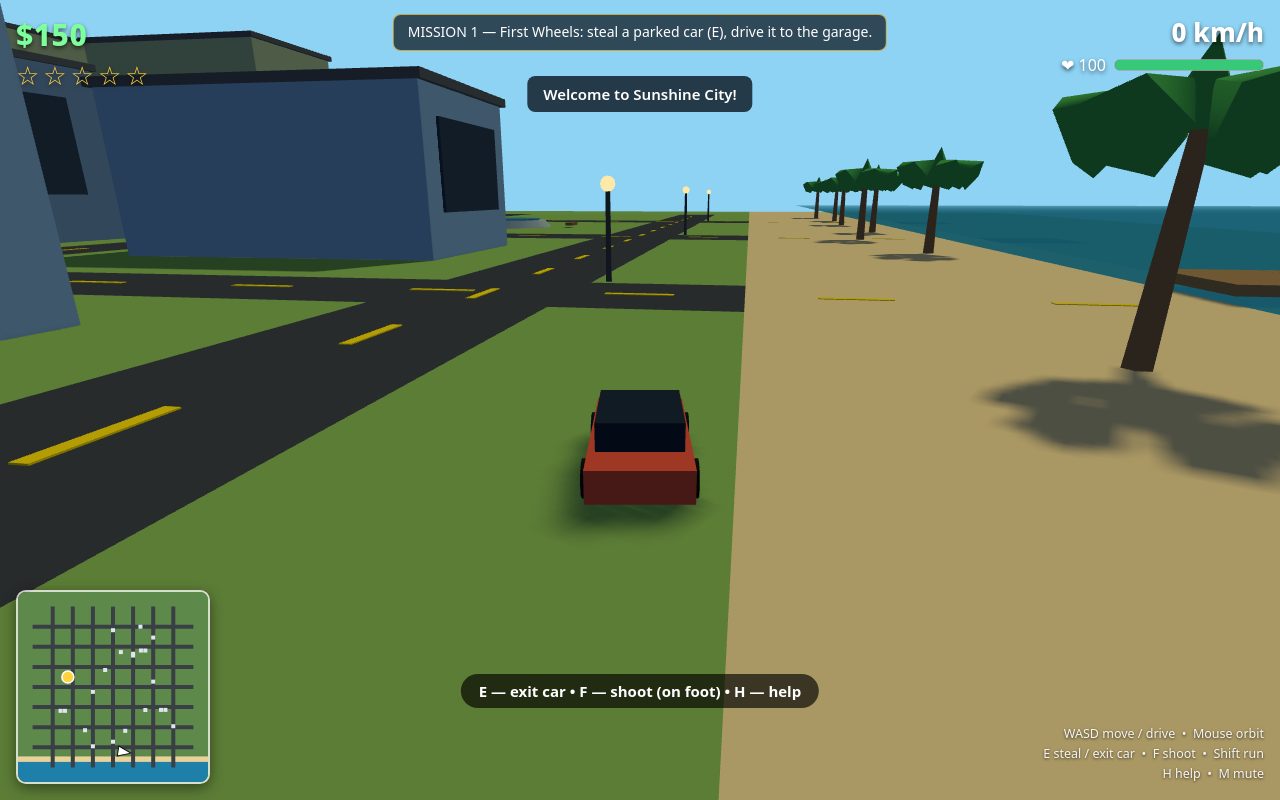 $150
MISSION 1 — First Wheels: steal a parked car (E), drive it to the garage.
0 km/h
☆ ☆ ☆ ☆ ☆
❤ 100
Welcome to Sunshine City!
E — exit car • F — shoot (on foot) • H — help
WASD move / drive • Mouse orbit
E steal / exit car • F shoot • Shift run
H help • M mute